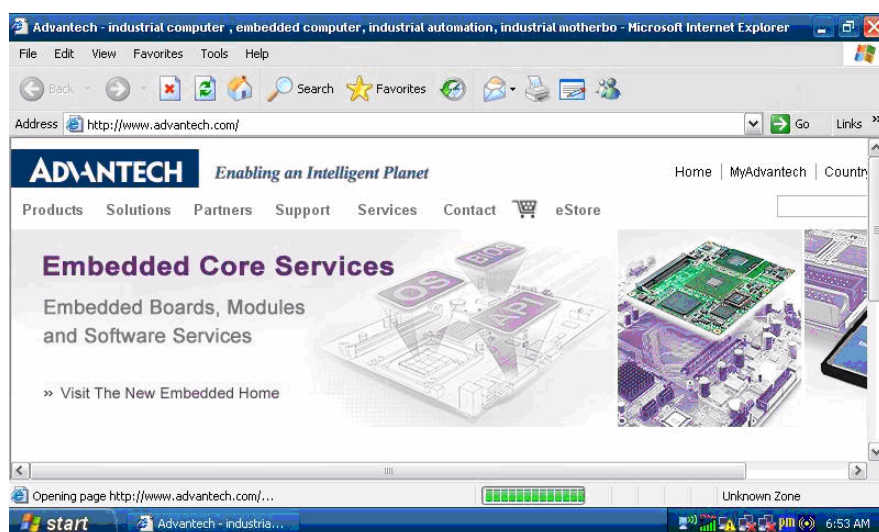 Advantech - industrial computer , embedded computer, industrial automation, industrial motherbo - Microsoft Internet Explorer
File Edit View Favorites Tools Help
Back Search Favorites
Address http://www.advantech.com/ Go Links »
ADVANTECH Enabling an Intelligent Planet Home | MyAdvantech | Country
Products Solutions Partners Support Services Contact eStore
Embedded Core Services
Embedded Boards, Modules
and Software Services
» Visit The New Embedded Home
OS BIOS API
Opening page http://www.advantech.com/... Unknown Zone
start Advantech - industria... pm 6:53 AM